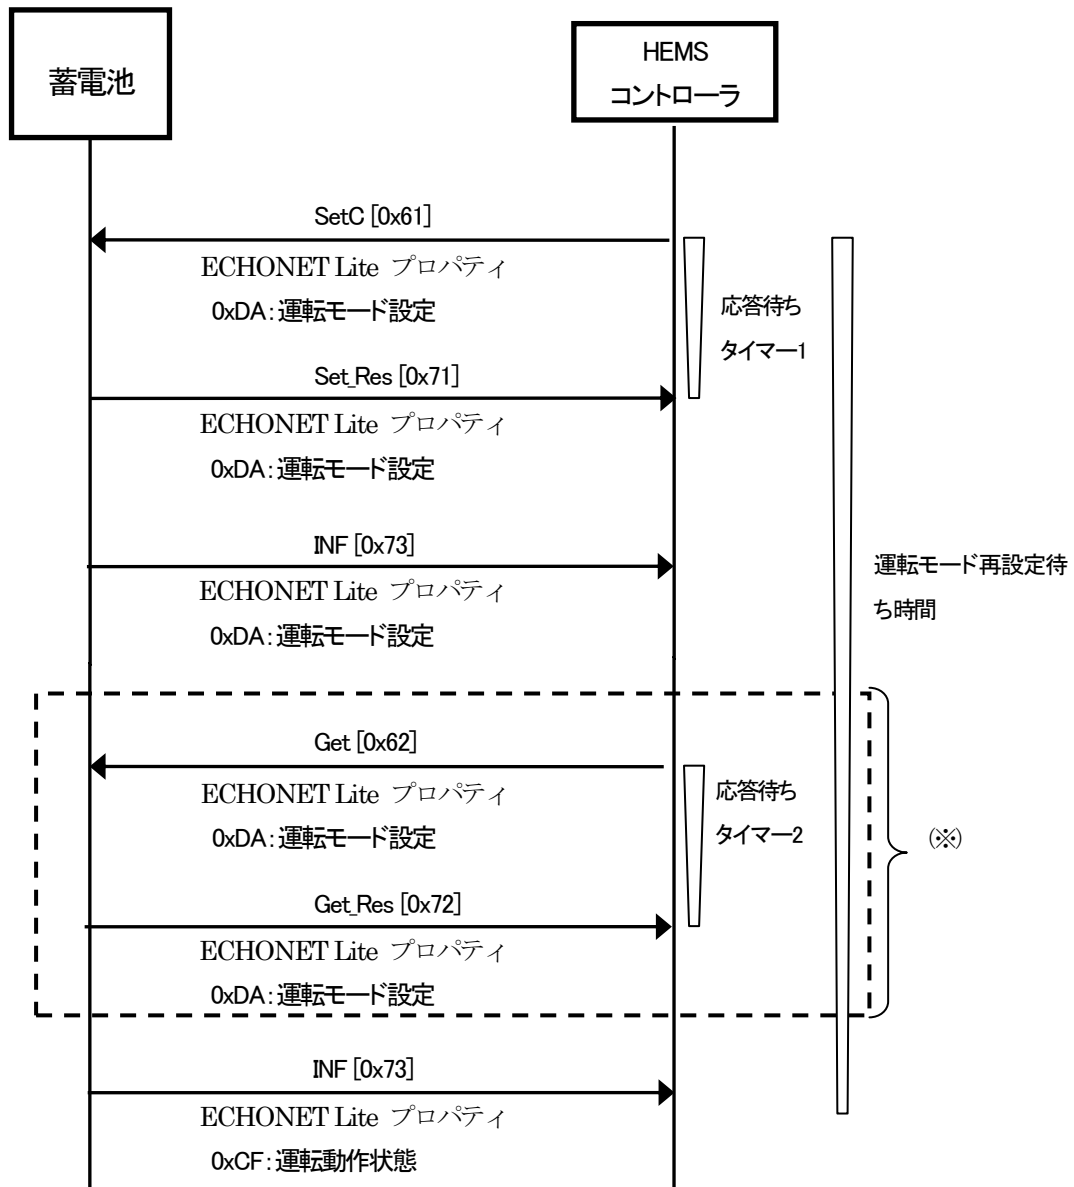 蓄電池
HEMS
コントローラ
SetC [0x61]
ECHONET Lite プロパティ
0xDA:運転モード設定
応答待ち
タイマー1
Set_Res [0x71]
ECHONET Lite プロパティ
0xDA:運転モード設定
INF [0x73]
ECHONET Lite プロパティ
0xDA:運転モード設定
運転モード再設定待
ち時間
Get [0x62]
ECHONET Lite プロパティ
0xDA:運転モード設定
応答待ち
タイマー2
(※)
Get_Res [0x72]
ECHONET Lite プロパティ
0xDA:運転モード設定
INF [0x73]
ECHONET Lite プロパティ
0xCF:運転動作状態